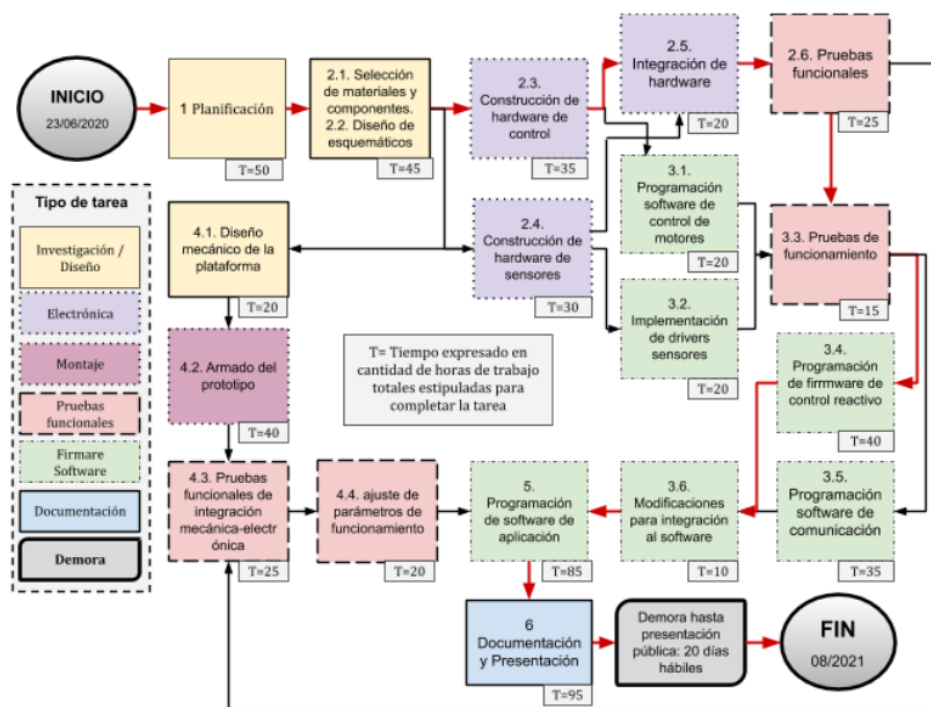 INICIO
23/06/2020
1 Planificación
T=50
2.1. Selección
de materiales y
componentes.
2.2. Diseño de
esquemáticos
T=45
2.3.
Construcción de
hardware de
control
T=35
2.5.
Integración de
hardware
T=20
2.6. Pruebas
funcionales
T=25
Tipo de tarea
Investigación /
Diseño
Electrónica
Montaje
Pruebas
funcionales
Firmare
Software
Documentación
Demora
4.1. Diseño
mecánico de la
plataforma
T=20
2.4.
Construcción de
hardware de
sensores
T=30
3.1.
Programación
software de
control de
motores
T=20
3.3. Pruebas de
funcionamiento
T=15
3.2.
Implementación
de drivers
sensores
T=20
4.2. Armado del
prototipo
T=40
T= Tiempo expresado en
cantidad de horas de trabajo
totales estipuladas para
completar la tarea
3.4.
Programación
de firmware de
control reactivo
T=40
4.3. Pruebas
funcionales de
integración
mecánica-electr
ónica
T=25
4.4. ajuste de
parámetros de
funcionamiento
T=20
5.
Programación
de software de
aplicación
T=85
3.6.
Modificaciones
para integración
al software
T=10
3.5.
Programación
software de
comunicación
T=35
6
Documentación
y Presentación
T=95
Demora hasta
presentación
pública: 20 días
hábiles
FIN
08/2021